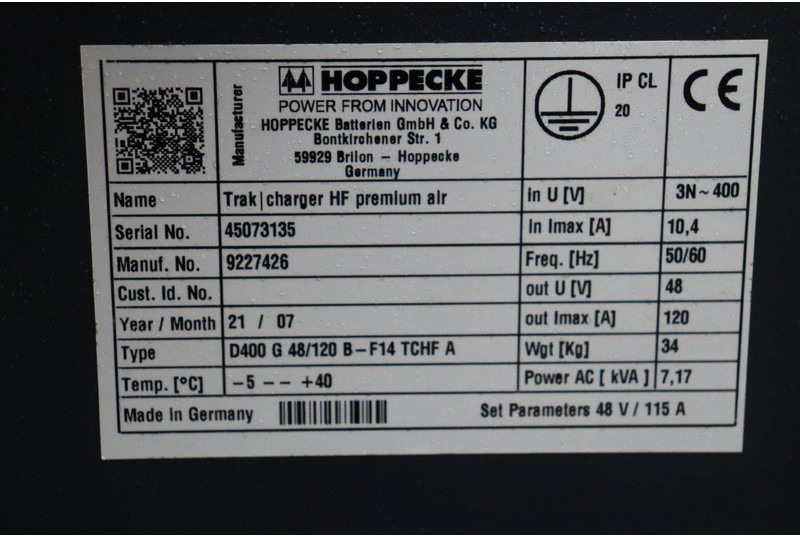 Manufacturer
HOPPECKE
POWER FROM INNOVATION
HOPPECKE Batterien GmbH & Co. KG
Bontkirchener Str. 1
59929 Brilon – Hoppecke
Germany
IP CL
20
CE
Name Trak|charger HF premium air In U [V] 3N~400
Serial No. 45073135 In Imax [A] 10,4
Manuf. No. 9227426 Freq. [Hz] 50/60
Cust. Id. No. out U [V] 48
Year / Month 21 / 07 out Imax [A] 120
Type D400 G 48/120 B–F14 TCHF A Wgt [Kg] 34
Temp. [°C] –5 –– +40 Power AC [ kVA ] 7,17
Made in Germany Set Parameters 48 V / 115 A